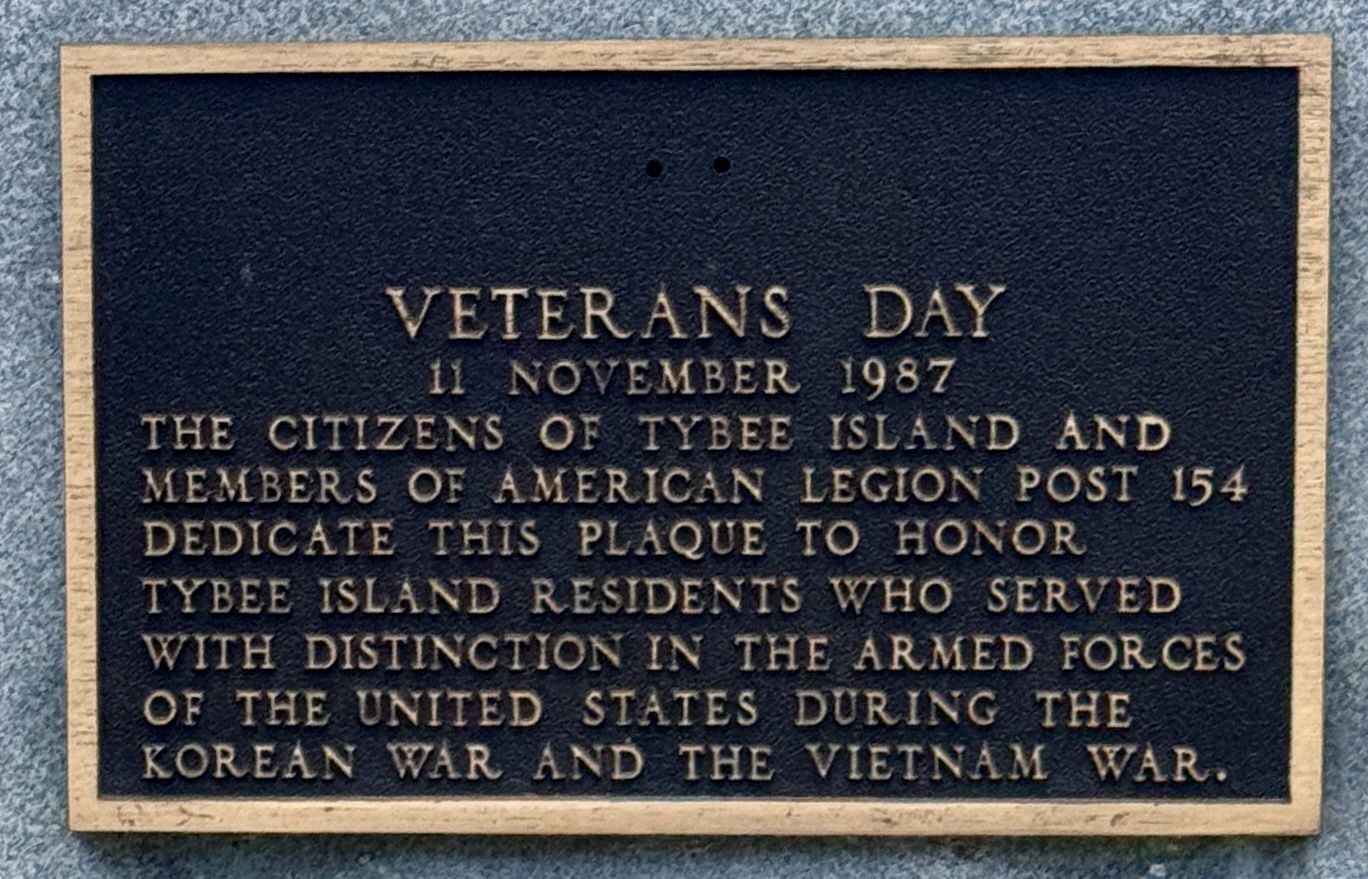 VETERANS DAY
11 NOVEMBER 1987
THE CITIZENS OF TYBEE ISLAND AND
MEMBERS OF AMERICAN LEGION POST 154
DEDICATE THIS PLAQUE TO HONOR
TYBEE ISLAND RESIDENTS WHO SERVED
WITH DISTINCTION IN THE ARMED FORCES
OF THE UNITED STATES DURING THE
KOREAN WAR AND THE VIETNAM WAR.